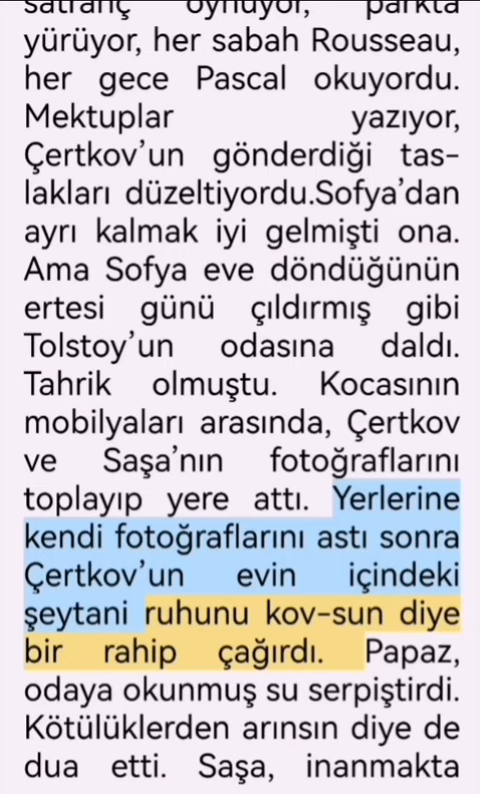 satranç oynuyor, parkta
yürüyor, her sabah Rousseau,
her gece Pascal okuyordu.
Mektuplar yazıyor,
Çertkov’un gönderdiği tas-
lakları düzeltiyordu.Sofya’dan
ayrı kalmak iyi gelmişti ona.
Ama Sofya eve döndüğünün
ertesi günü çıldırmış gibi
Tolstoy’un odasına daldı.
Tahrik olmuştu. Kocasının
mobilyaları arasında, Çertkov
ve Saşa’nın fotoğraflarını
toplayıp yere attı. Yerlerine
kendi fotoğraflarını astı sonra
Çertkov’un evin içindeki
şeytani ruhunu kov-sun diye
bir rahip çağırdı. Papaz,
odaya okunmuş su serpiştirdi.
Kötülüklerden arınsın diye de
dua etti. Saşa, inanmakta